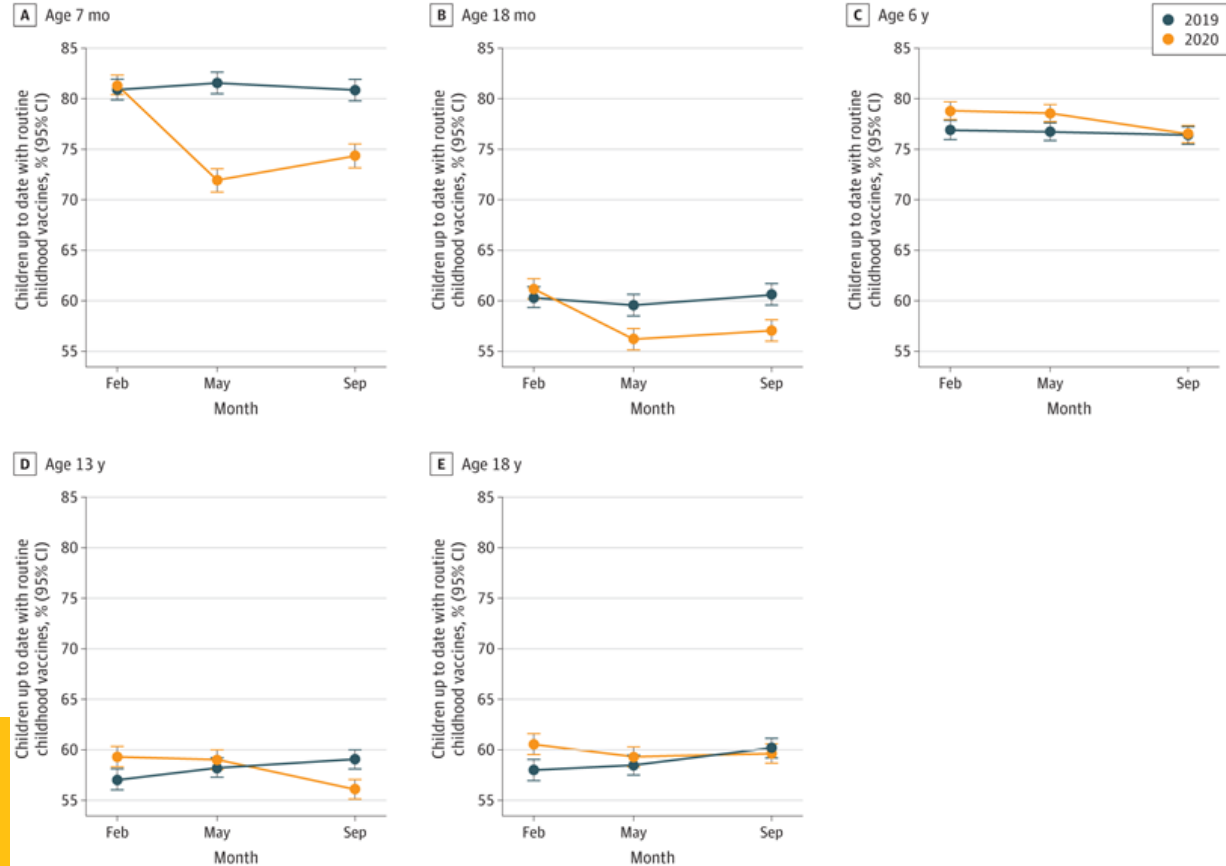 A Age 7 mo
Children up to date with routine
childhood vaccines, % (95% CI)
85
80
75
70
65
60
55
Feb
May
Sep
Month
B Age 18 mo
Children up to date with routine
childhood vaccines, % (95% CI)
85
80
75
70
65
60
55
Feb
May
Sep
Month
C Age 6 y
Children up to date with routine
childhood vaccines, % (95% CI)
85
80
75
70
65
60
55
Feb
May
Sep
Month
2019
2020
D Age 13 y
Children up to date with routine
childhood vaccines, % (95% CI)
85
80
75
70
65
60
55
Feb
May
Sep
Month
E Age 18 y
Children up to date with routine
childhood vaccines, % (95% CI)
85
80
75
70
65
60
55
Feb
May
Sep
Month